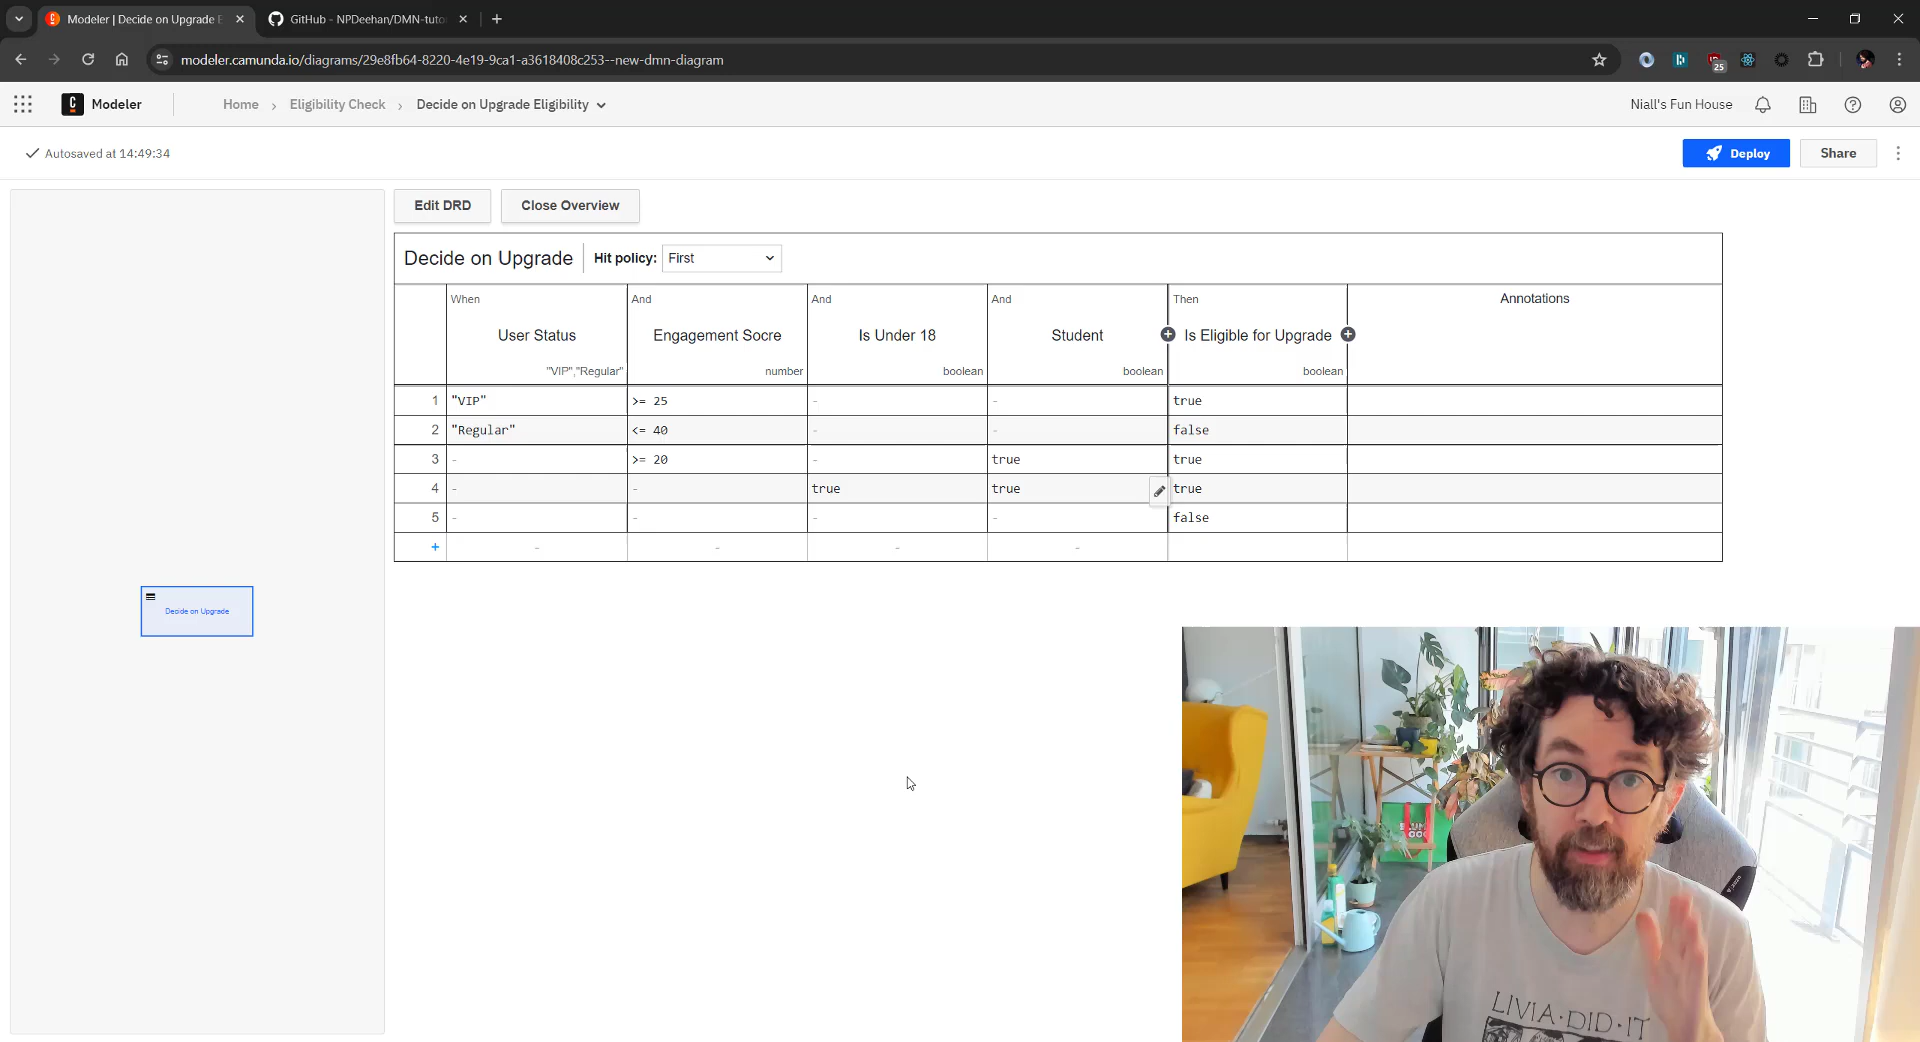 Modeler | Decide on Upgrade E
GitHub - NPDeehan/DMN-tuto
modeler.camunda.io/diagrams/29e8fb64-8220-4e19-9ca1-a3618408c253--new-dmn-diagram
25
C Modeler
Home › Eligibility Check › Decide on Upgrade Eligibility
Niall's Fun House
Autosaved at 14:49:34
Deploy
Share
Edit DRD
Close Overview
Decide on Upgrade
Hit policy: First
When And And And Then Annotations
User Status Engagement Socre Is Under 18 Student Is Eligible for Upgrade
"VIP","Regular" number boolean boolean boolean
1 "VIP" >= 25 - - true
2 "Regular" <= 40 - - false
3 - >= 20 - true true
4 - - true true true
5 - - - - false
+ - - - -
Decide on Upgrade
LIVIA·DID·IT